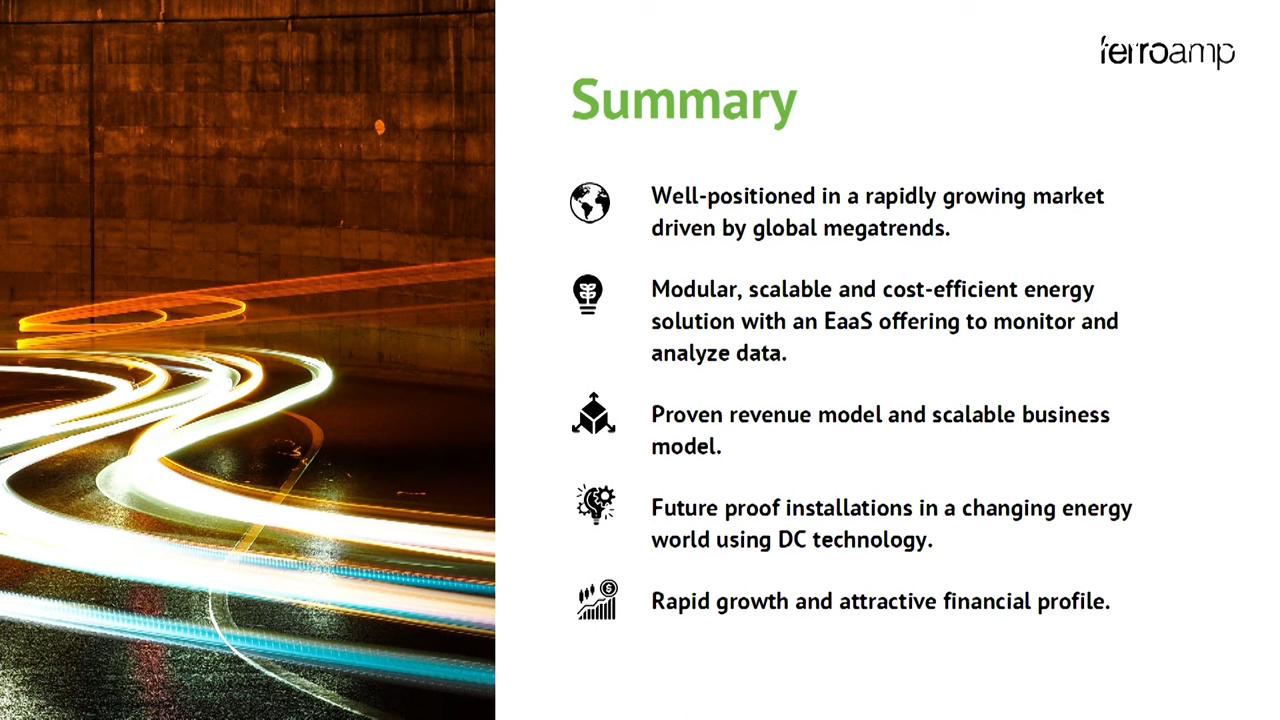 ferroamp
Summary
Well-positioned in a rapidly growing market
driven by global megatrends.
Modular, scalable and cost-efficient energy
solution with an EaaS offering to monitor and
analyze data.
Proven revenue model and scalable business
model.
Future proof installations in a changing energy
world using DC technology.
Rapid growth and attractive financial profile.